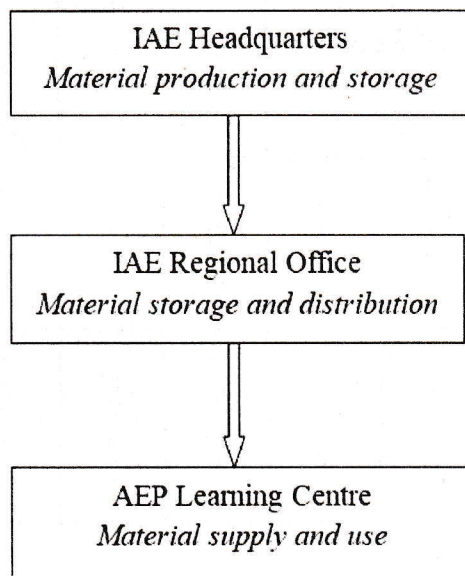 IAE Headquarters
Material production and storage
IAE Regional Office
Material storage and distribution
AEP Learning Centre
Material supply and use